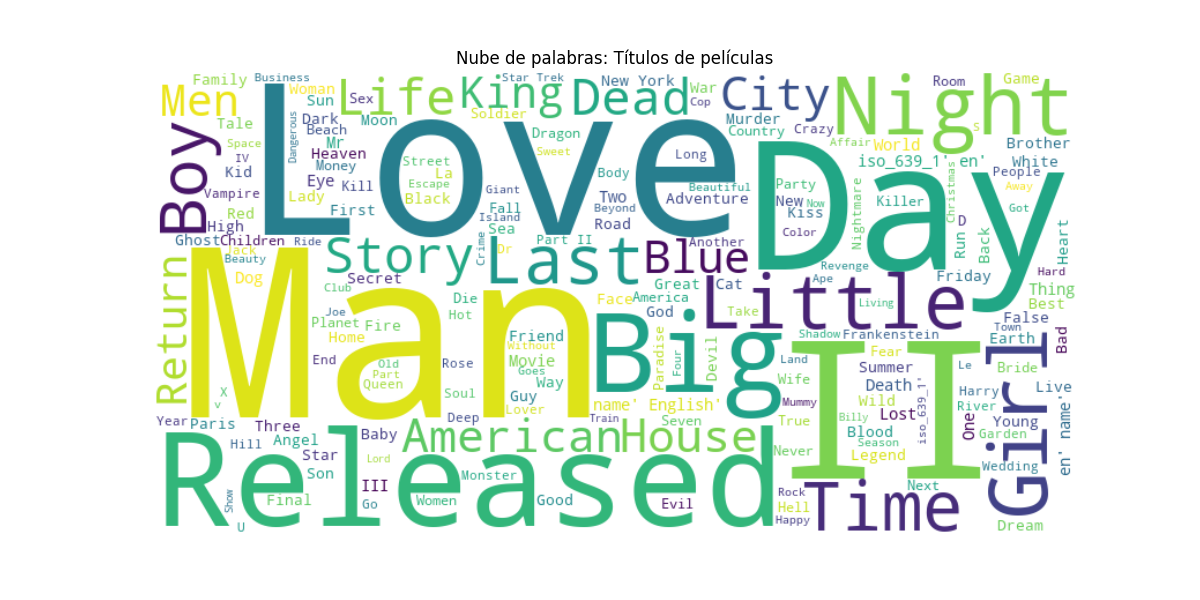 Nube de palabras: Títulos de películas
Family
Business
Star Trek
New York
Room
Game
Men
Woman
Life
King
Dead
War
City
Night
Sun
Sex
Soldier
Cop
Love
Tale
Dangerous
Dark
Moon
Beach
Mr
Dragon
Murder
Country
Crazy
S
Boy
Space
IV
Heaven
Street
Sweet
Long
Day
Affair
World
Brother
Kid
Money
La
Escape
Body
iso_639_1' en'
White
Vampire
Eye
Kill
Giant
Beautiful
Party
People
Lady
Black
Two
Adventure
New
Now
Killer
Christmas
Away
Red
First
Fall
Beyond
Kiss
Nightmare
Got
High
Island
Sea
Road
Color
D
Run
Back
Heart
Ghost
Children
Ride
Crime
Dr
Part II
Another
Jack
Story
Last
Blue
Beauty
Revenge
Return
Dog
Secret
Great
Cat
Ape
Friday
Hard
Club
Die
Face
America
Little
Thing
Man
Joe
Hot
God
Take
Living
Best
Planet
Fire
Big
False
Town
Bad
Home
Friend
Paradise
Shadow
Frankenstein
Earth
Without
Four
Devil
II
Girl
End
Old
Rose
Movie
Goes
Land
Fear
Le
Bride
Part
Way
Wife
Summer
Queen
Death
iso_639_1'
Harry
Live
X
v
Soul
Guy
Mummy
Wild
River
en' name'
Lover
name' English'
Billy
Lost
One
Year
Paris
Three
Deep
Train
Seven
True
Blood
Garden
Young
Released
Hill
Angel
Baby
American
House
Season
Star
Lord
Never
Legend
Son
III
Monster
Wedding
Show
Final
Go
Women
Good
Evil
Rock
Time
Next
U
Hell
Happy
Dream